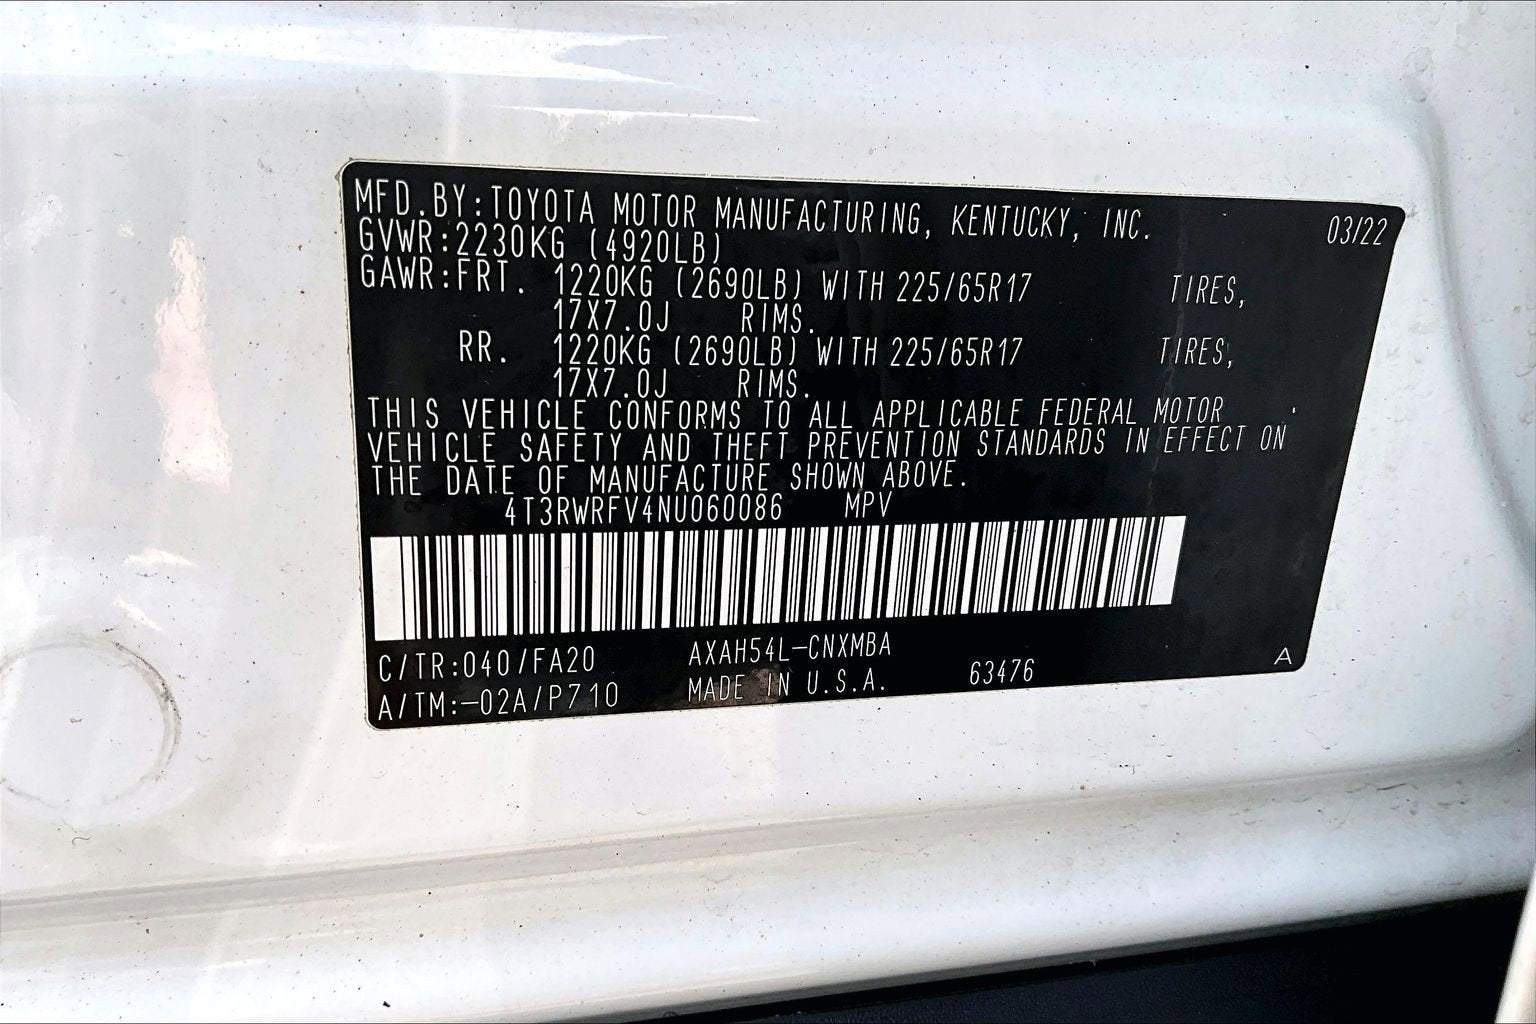 MFD.BY:TOYOTA MOTOR MANUFACTURING, KENTUCKY, INC. 03/22
GVWR:2230KG (4920LB)
GAWR:FRT. 1220KG (2690LB) WITH 225/65R17 TIRES,
17X7.0J RIMS.
RR. 1220KG (2690LB) WITH 225/65R17 TIRES,
17X7.0J RIMS.
THIS VEHICLE CONFORMS TO ALL APPLICABLE FEDERAL MOTOR
VEHICLE SAFETY AND THEFT PREVENTION STANDARDS IN EFFECT ON
THE DATE OF MANUFACTURE SHOWN ABOVE.
4T3RWRFV4NU060086 MPV
C/TR:040/FA20 AXAH54L-CNXMBA
A/TM:-02A/P710 MADE IN U.S.A. 63476 A